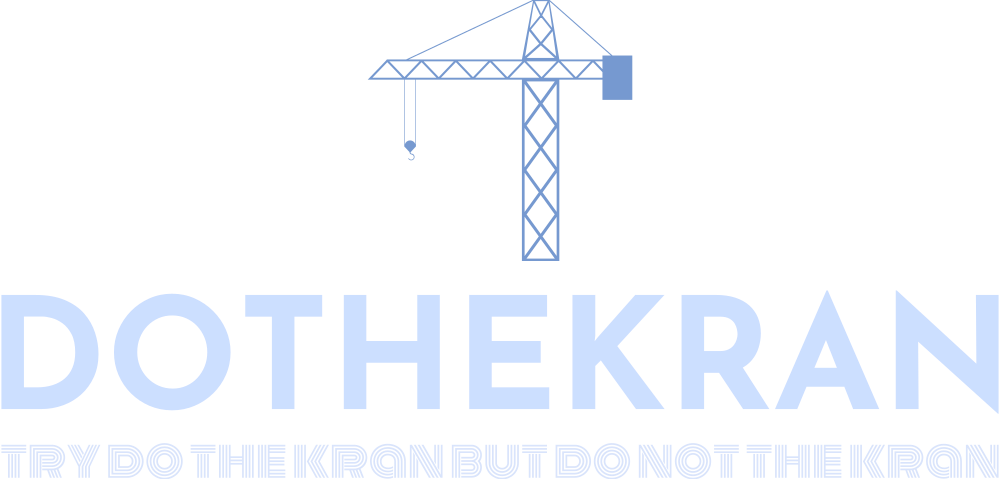 DOTHEKRAN
TRY DO THE KRAN BUT DO NOT THE KRAN